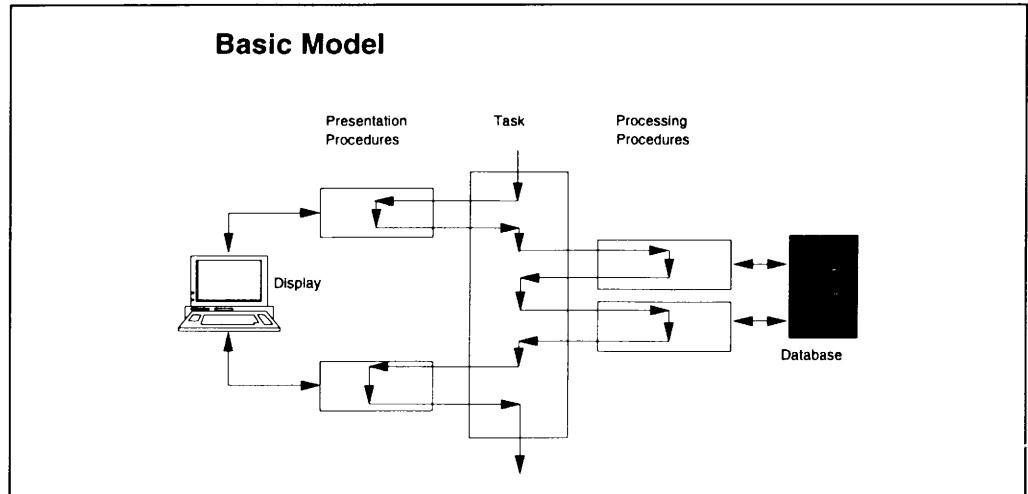 Basic Model
Presentation
Procedures
Task
Processing
Procedures
Display
Database